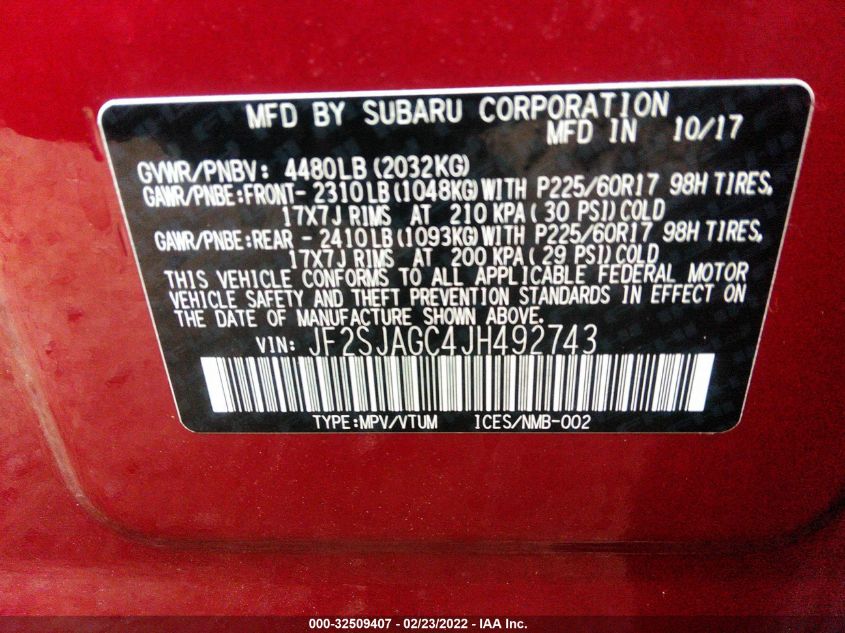 MFD BY SUBARU CORPORATION
MFD IN 10/17
GVWR/PNBV: 4480LB (2032KG)
GAWR/PNBE:FRONT- 2310LB (1048KG) WITH P225/60R17 98H TIRES,
17X7J RIMS AT 210 KPA ( 30 PSI) COLD
GAWR/PNBE:REAR - 2410LB (1093KG) WITH P225/60R17 98H TIRES,
17X7J RIMS AT 200 KPA ( 29 PSI) COLD
THIS VEHICLE CONFORMS TO ALL APPLICABLE FEDERAL MOTOR
VEHICLE SAFETY AND THEFT PREVENTION STANDARDS IN EFFECT ON
THE DATE OF MANUFACTURE SHOWN ABOVE.
VIN: JF2SJAGC4JH492743
TYPE:MPV/VTUM ICES/NMB-002
000-32509407 - 02/23/2022 - IAA Inc.